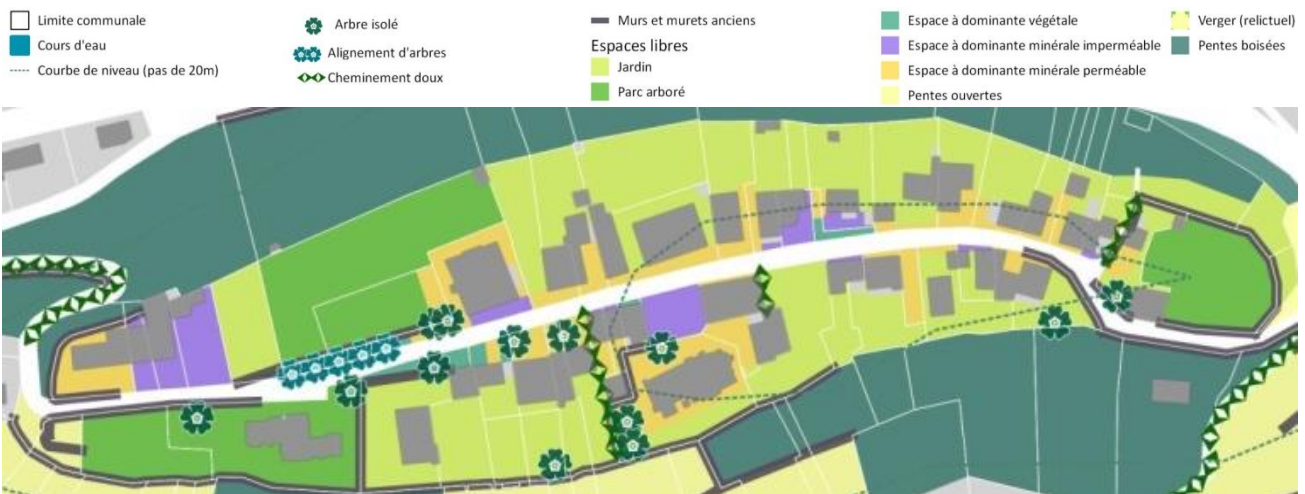 Limite communale
Cours d'eau
Courbe de niveau (pas de 20m)
Arbre isolé
Alignement d'arbres
Cheminement doux
Murs et murets anciens
Espaces libres
Jardin
Parc arboré
Espace à dominante végétale
Espace à dominante minérale imperméable
Espace à dominante minérale perméable
Pentes ouvertes
Verger (relictuel)
Pentes boisées